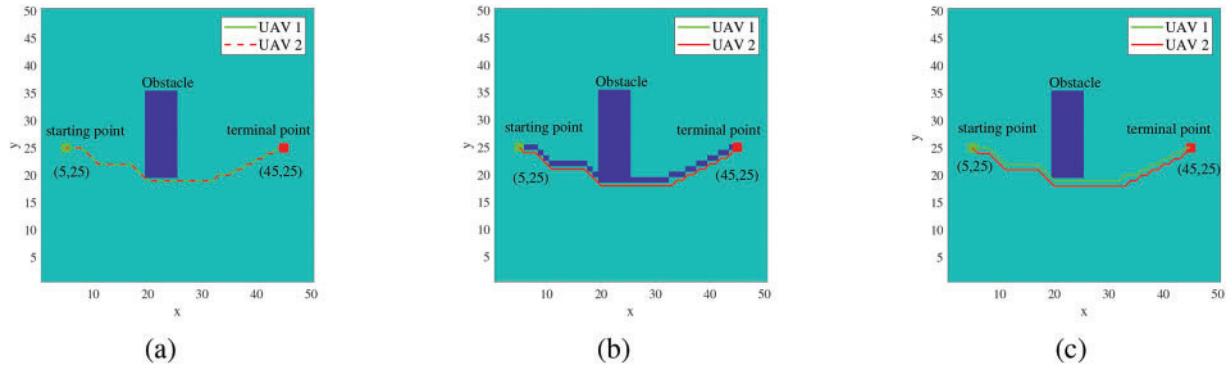 50
45
40
35
30
25
20
15
10
5
y
UAV 1
UAV 2
Obstacle
starting point
terminal point
(5,25)
(45,25)
10
20
30
40
50
x
(a)
50
45
40
35
30
25
20
15
10
5
y
UAV 1
UAV 2
Obstacle
starting point
terminal point
(5,25)
(45,25)
10
20
30
40
50
x
(b)
50
45
40
35
30
25
20
15
10
5
y
UAV 1
UAV 2
Obstacle
starting point
terminal point
(5,25)
(45,25)
10
20
30
40
50
x
(c)